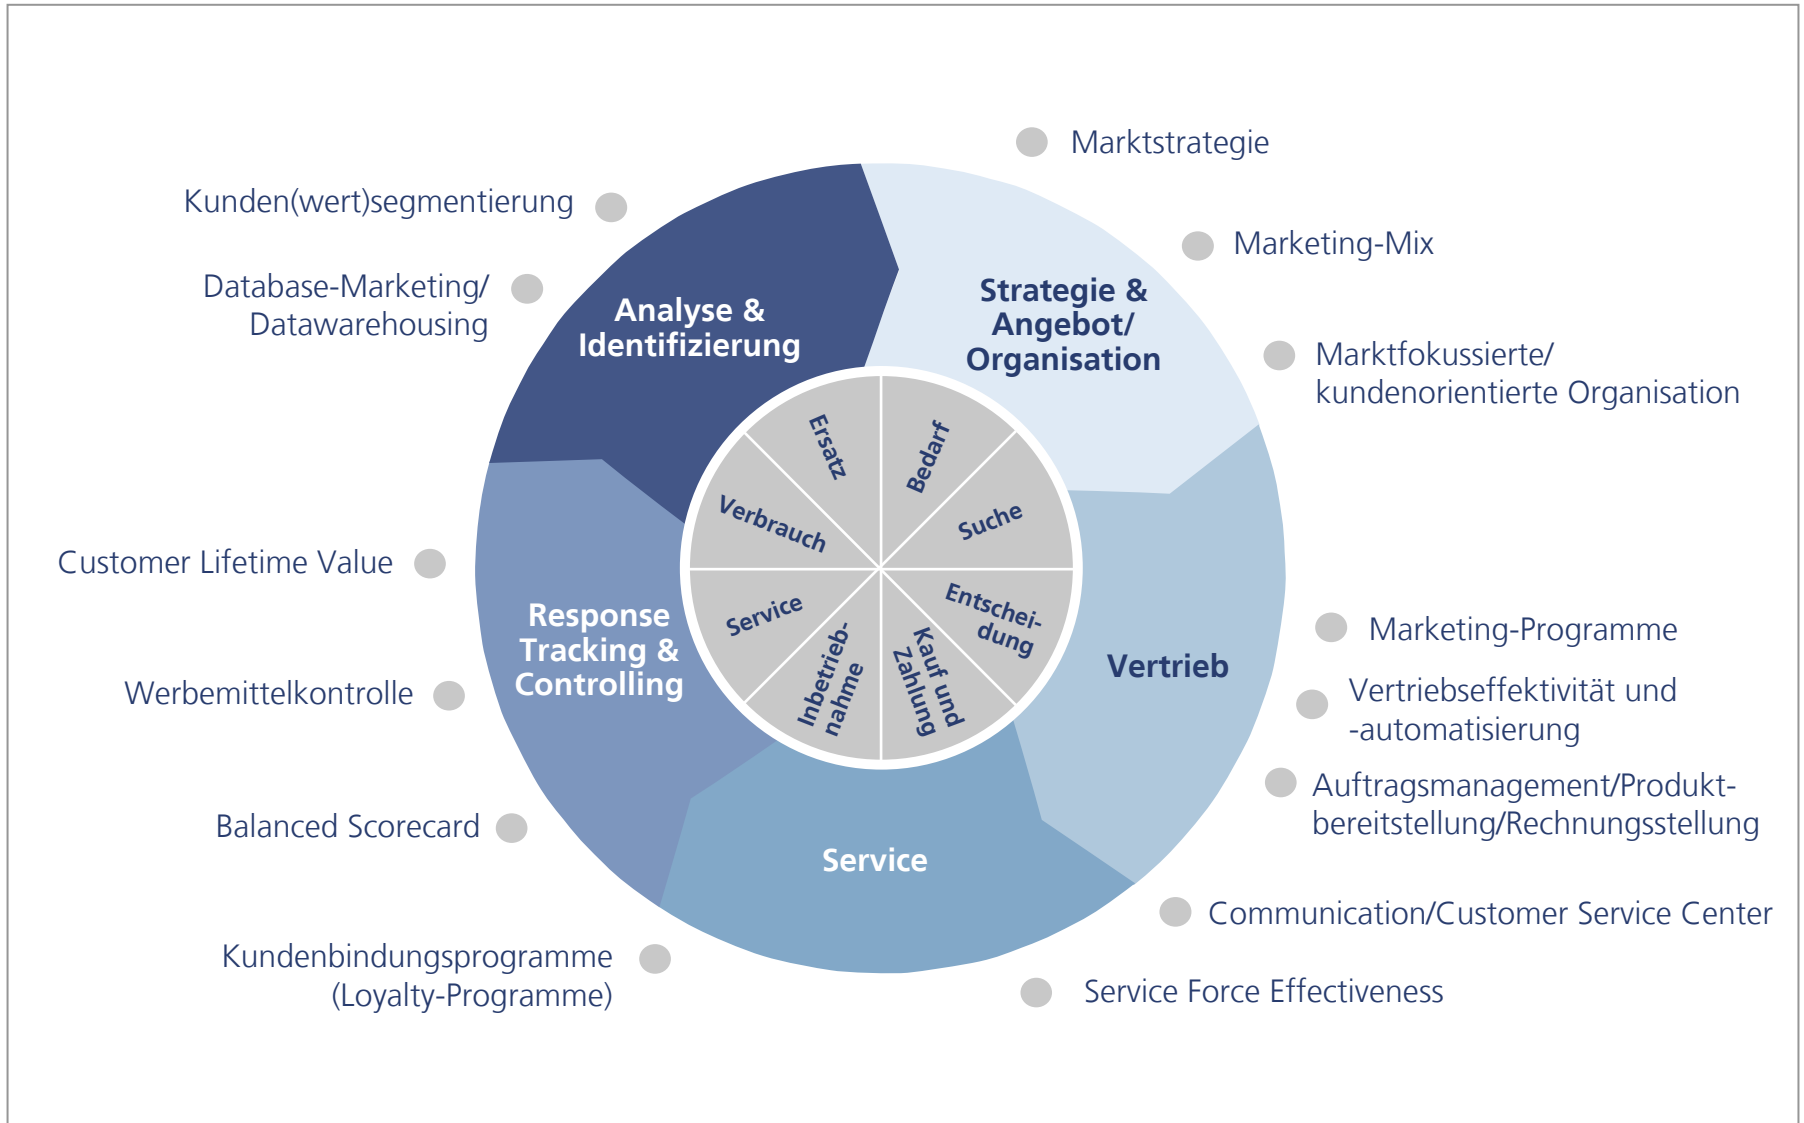 Marktstrategie
Marketing-Mix
Marktfokussierte/
kundenorientierte Organisation
Marketing-Programme
Vertriebseffektivität und
-automatisierung
Auftragsmanagement/Produkt-
bereitstellung/Rechnungsstellung
Communication/Customer Service Center
Service Force Effectiveness
Kundenbindungsprogramme
(Loyalty-Programme)
Balanced Scorecard
Werbemittelkontrolle
Customer Lifetime Value
Database-Marketing/
Datawarehousing
Kunden(wert)segmentierung
Analyse &
Identifizierung
Strategie &
Angebot/
Organisation
Vertrieb
Service
Response
Tracking &
Controlling
Bedarf
Suche
Entschei-
dung
Kauf und
Zahlung
Inbetrieb-
nahme
Service
Verbrauch
Ersatz